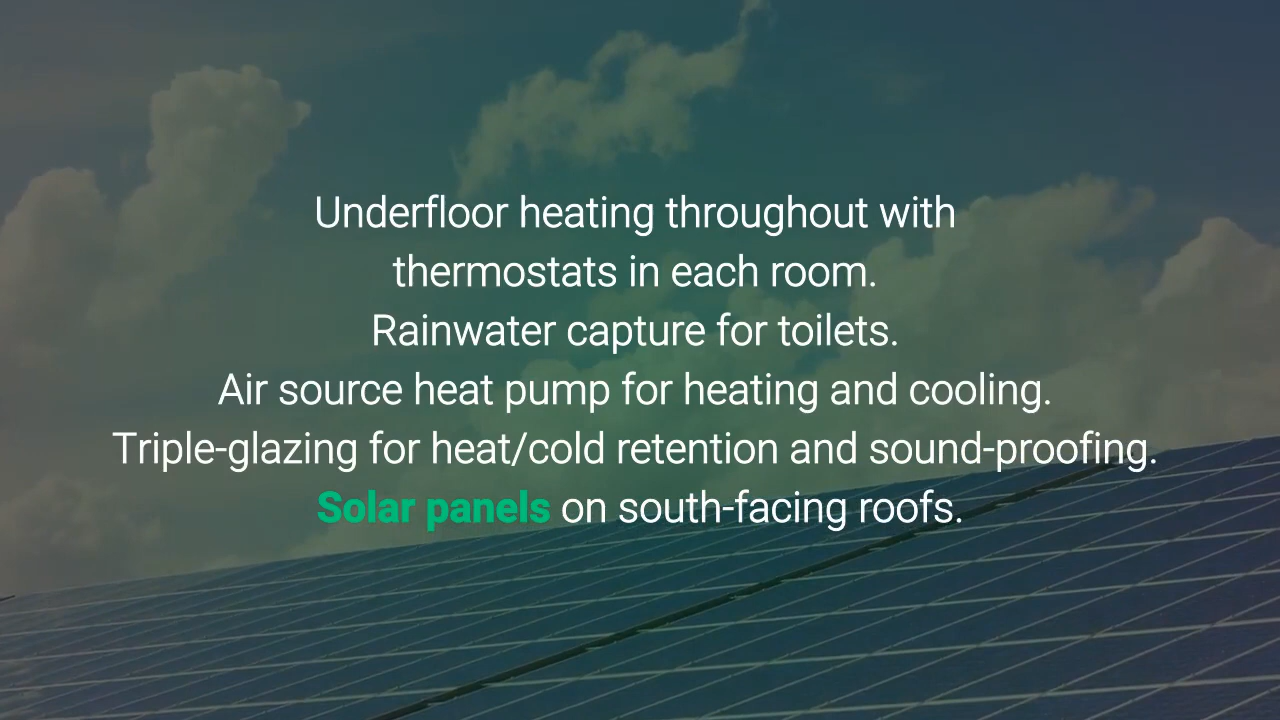 Underfloor heating throughout with
thermostats in each room.
Rainwater capture for toilets.
Air source heat pump for heating and cooling.
Triple-glazing for heat/cold retention and sound-proofing.
Solar panels on south-facing roofs.